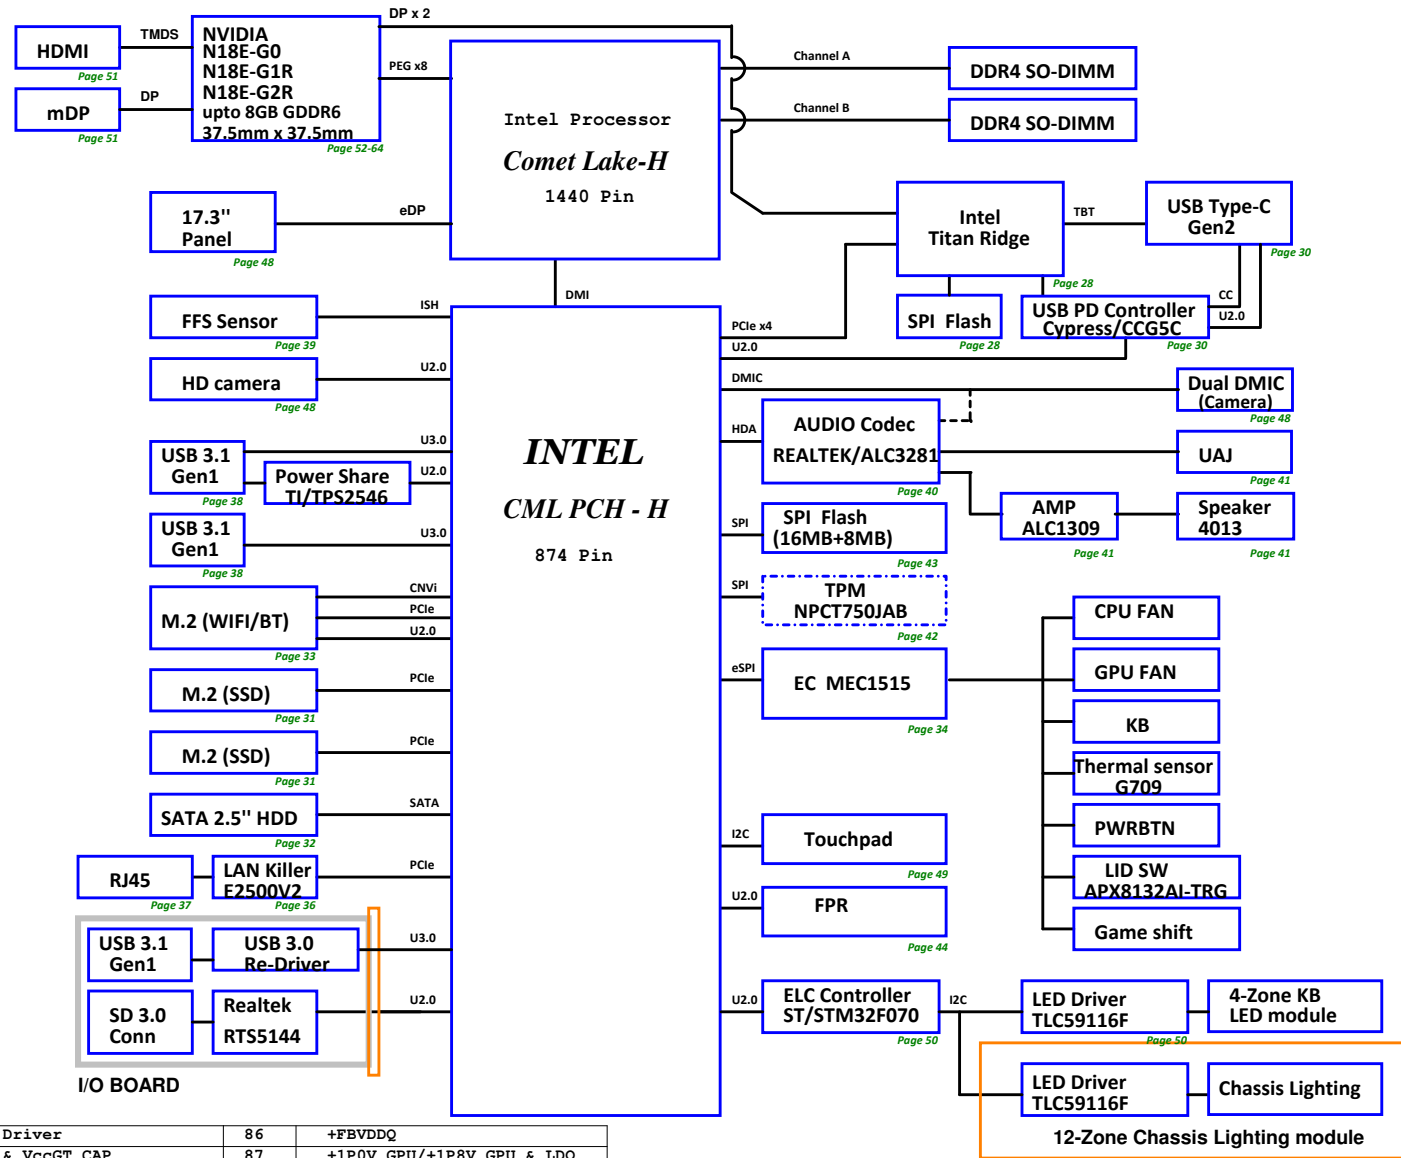 DP x 2
HDMI
TMDS
Page 51
mDP
DP
Page 51
NVIDIA
N18E-G0
N18E-G1R
N18E-G2R
upto 8GB GDDR6
37.5mm x 37.5mm
Page 52-64
PEG x8
Intel Processor
Comet Lake-H
1440 Pin
Channel A
DDR4 SO-DIMM
Channel B
DDR4 SO-DIMM
17.3''
Panel
Page 48
eDP
DMI
Intel
Titan Ridge
Page 28
TBT
USB Type-C
Gen2
Page 30
CC
U2.0
SPI Flash
Page 28
USB PD Controller
Cypress/CCG5C
Page 30
FFS Sensor
Page 39
ISH
HD camera
Page 48
U2.0
USB 3.1
Gen1
Page 38
U3.0
Power Share
TI/TPS2546
U2.0
USB 3.1
Gen1
Page 38
U3.0
M.2 (WIFI/BT)
Page 33
CNVi
PCIe
U2.0
M.2 (SSD)
Page 31
PCIe
M.2 (SSD)
Page 31
PCIe
SATA 2.5'' HDD
Page 32
SATA
RJ45
Page 37
LAN Killer
E2500V2
Page 36
PCIe
USB 3.1
Gen1
USB 3.0
Re-Driver
U3.0
SD 3.0
Conn
Realtek
RTS5144
U2.0
I/O BOARD
INTEL
CML PCH - H
874 Pin
PCIe x4
U2.0
DMIC
Dual DMIC
(Camera)
Page 48
HDA
AUDIO Codec
REALTEK/ALC3281
Page 40
UAJ
Page 41
AMP
ALC1309
Page 41
Speaker
4013
Page 41
SPI
SPI Flash
(16MB+8MB)
Page 43
SPI
TPM
NPCT750JAB
Page 42
eSPI
EC MEC1515
Page 34
CPU FAN
GPU FAN
KB
Thermal sensor
G709
PWRBTN
LID SW
APX8132AI-TRG
Game shift
I2C
Touchpad
Page 49
U2.0
FPR
Page 44
U2.0
ELC Controller
ST/STM32F070
Page 50
I2C
LED Driver
TLC59116F
Page 50
4-Zone KB
LED module
LED Driver
TLC59116F
Chassis Lighting
12-Zone Chassis Lighting module
Driver 86 +FBVDDQ
& VccGT CAP 87 +1P0V GPU/+1P8V GPU & LDO